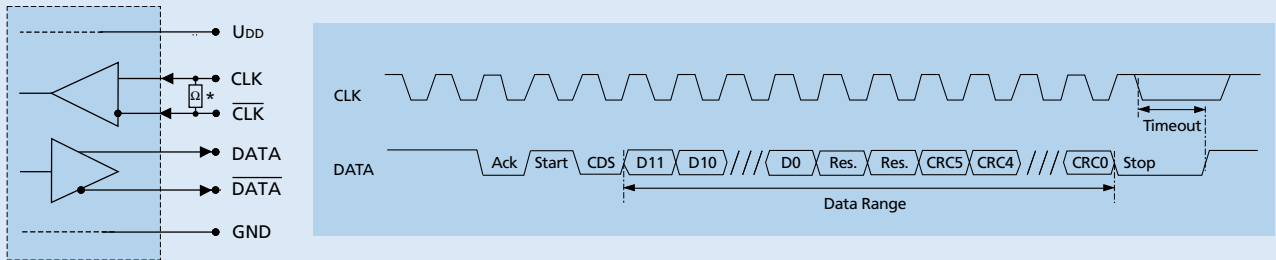 UDD
CLK
Ω *
CLK
DATA
DATA
GND
CLK
Timeout
DATA
Ack Start CDS D11 D10 D0 Res. Res. CRC5 CRC4 CRC0 Stop
Data Range